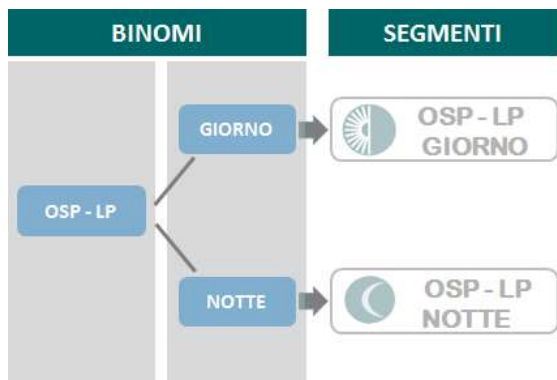 BINOMI
SEGMENTI
GIORNO
OSP - LP
GIORNO
OSP - LP
NOTTE
OSP - LP
NOTTE